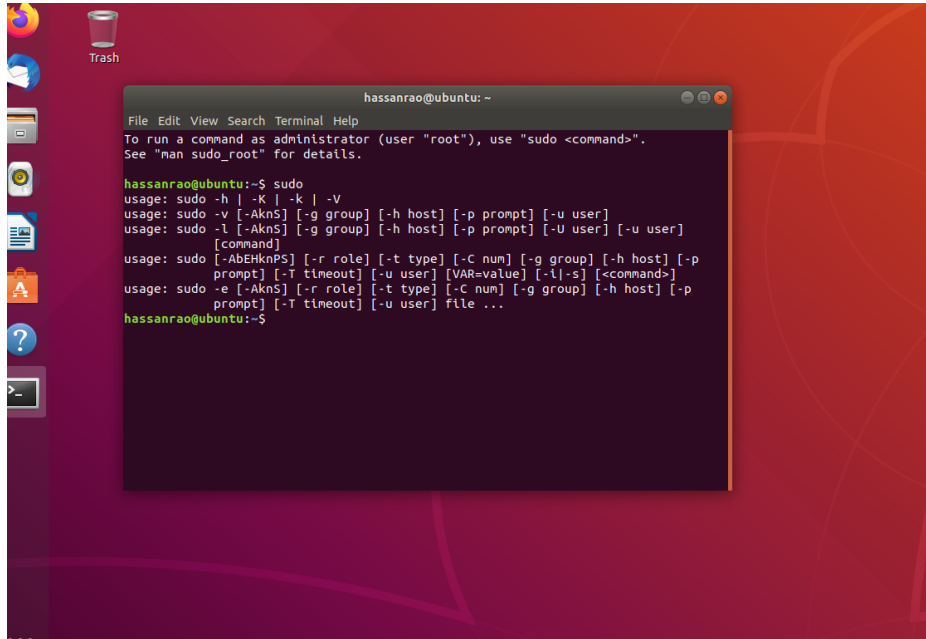 Trash
hassanrao@ubuntu: ~
File Edit View Search Terminal Help
To run a command as administrator (user "root"), use "sudo <command>".
See "man sudo_root" for details.
hassanrao@ubuntu:~$ sudo
usage: sudo -h | -K | -k | -V
usage: sudo -v [-AknS] [-g group] [-h host] [-p prompt] [-u user]
usage: sudo -l [-AknS] [-g group] [-h host] [-p prompt] [-U user] [-u user]
[command]
usage: sudo [-AbEHknPS] [-r role] [-t type] [-C num] [-g group] [-h host] [-p
prompt] [-T timeout] [-u user] [VAR=value] [-i|-s] [<command>]
usage: sudo -e [-AknS] [-r role] [-t type] [-C num] [-g group] [-h host] [-p
prompt] [-T timeout] [-u user] file ...
hassanrao@ubuntu:~$